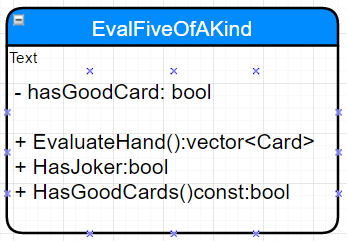 EvalFiveOfAKind
Text
- hasGoodCard: bool
+ EvaluateHand():vector<Card>
+ HasJoker:bool
+ HasGoodCards()const:bool